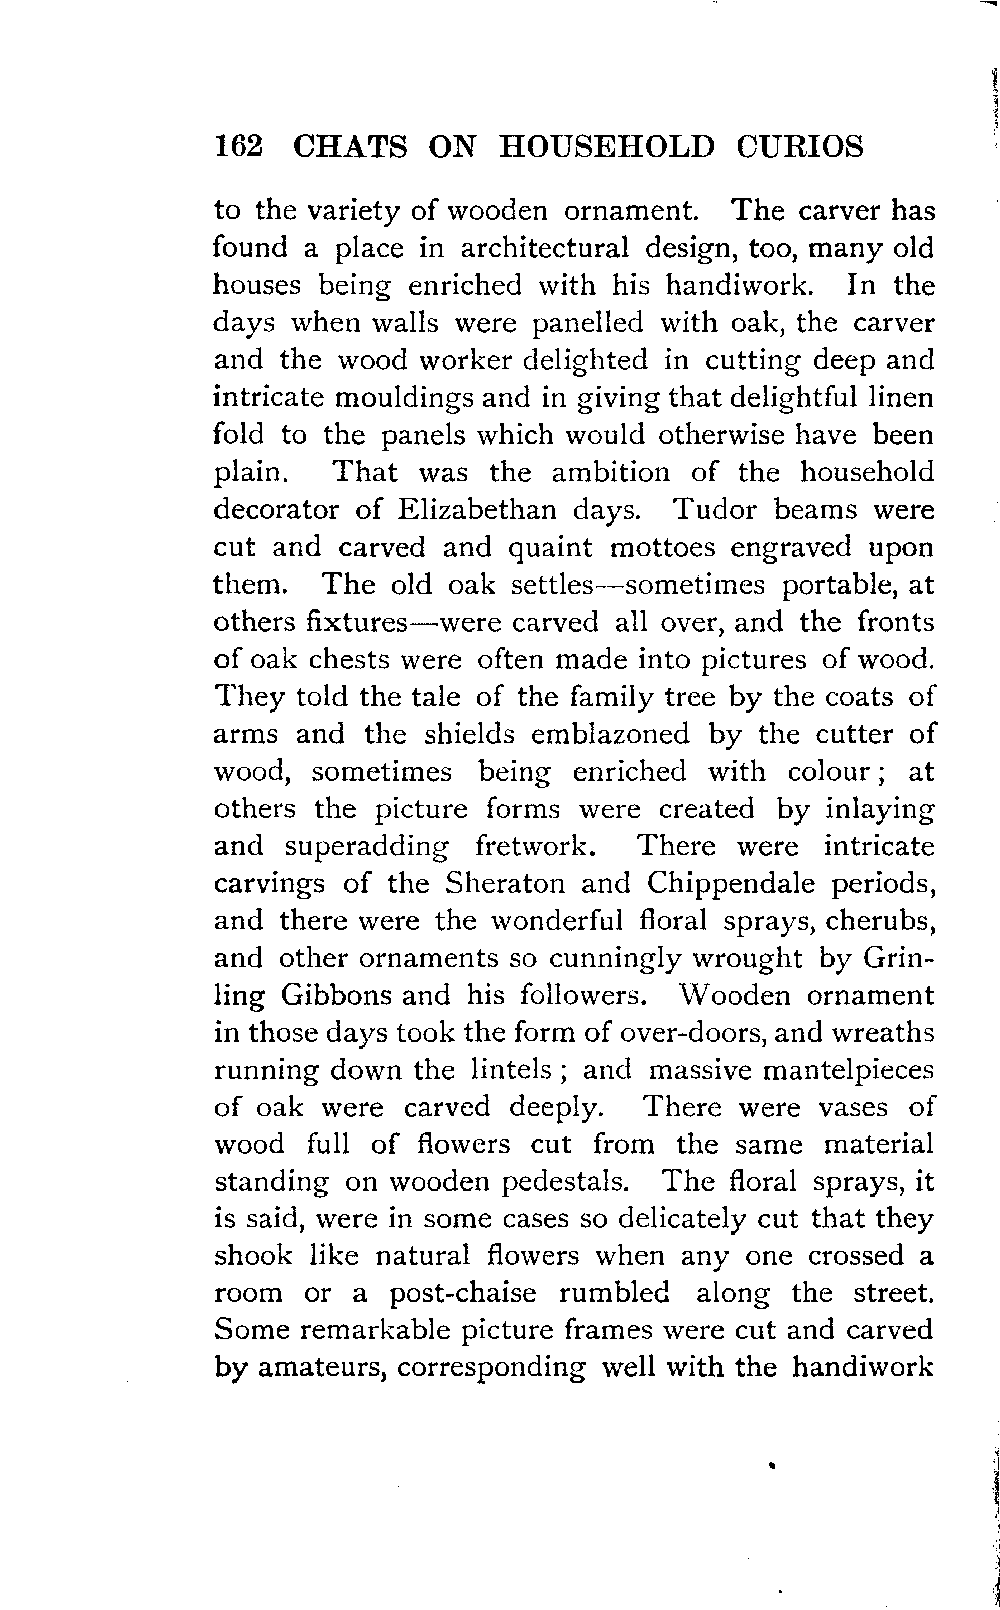 162 CHATS ON HOUSEHOLD CURIOS
to the variety of wooden ornament. The carver has
found a place in architectural design, too, many old
houses being enriched with his handiwork. In the
days when walls were panelled with oak, the carver
and the wood worker delighted in cutting deep and
intricate mouldings and in giving that delightful linen
fold to the panels which would otherwise have been
plain. That was the ambition of the household
decorator of Elizabethan days. Tudor beams were
cut and carved and quaint mottoes engraved upon
them. The old oak settles—sometimes portable, at
others fixtures—were carved all over, and the fronts
of oak chests were often made into pictures of wood.
They told the tale of the family tree by the coats of
arms and the shields emblazoned by the cutter of
wood, sometimes being enriched with colour; at
others the picture forms were created by inlaying
and superadding fretwork. There were intricate
carvings of the Sheraton and Chippendale periods,
and there were the wonderful floral sprays, cherubs,
and other ornaments so cunningly wrought by Grin-
ling Gibbons and his followers. Wooden ornament
in those days took the form of over-doors, and wreaths
running down the lintels; and massive mantelpieces
of oak were carved deeply. There were vases of
wood full of flowers cut from the same material
standing on wooden pedestals. The floral sprays, it
is said, were in some cases so delicately cut that they
shook like natural flowers when any one crossed a
room or a post-chaise rumbled along the street.
Some remarkable picture frames were cut and carved
by amateurs, corresponding well with the handiwork